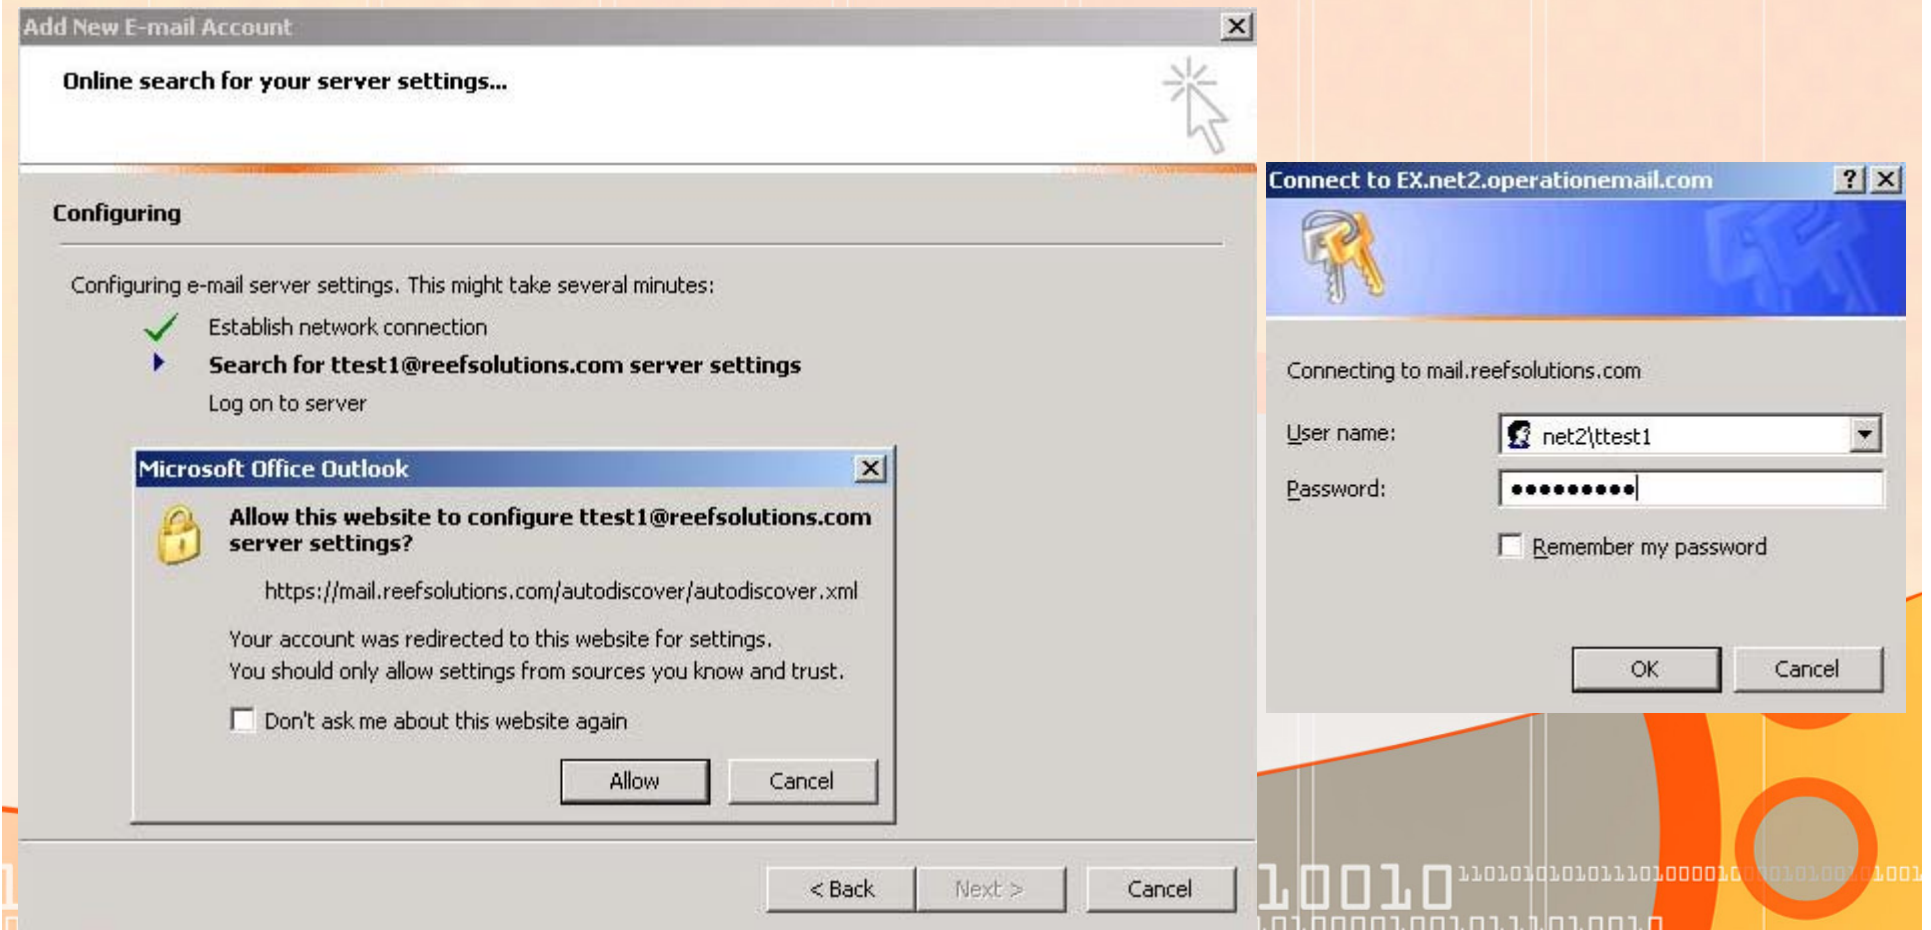 Add New E-mail Account
Online search for your server settings...
Configuring
Configuring e-mail server settings. This might take several minutes:
Establish network connection
Search for ttest1@reefsolutions.com server settings
Log on to server
Microsoft Office Outlook
Allow this website to configure ttest1@reefsolutions.com
server settings?
https://mail.reefsolutions.com/autodiscover/autodiscover.xml
Your account was redirected to this website for settings.
You should only allow settings from sources you know and trust.
Don't ask me about this website again
Allow Cancel
< Back Next > Cancel
Connect to EX.net2.operationemail.com
Connecting to mail.reefsolutions.com
User name: net2\ttest1
Password: •••••••••
Remember my password
OK Cancel
10010